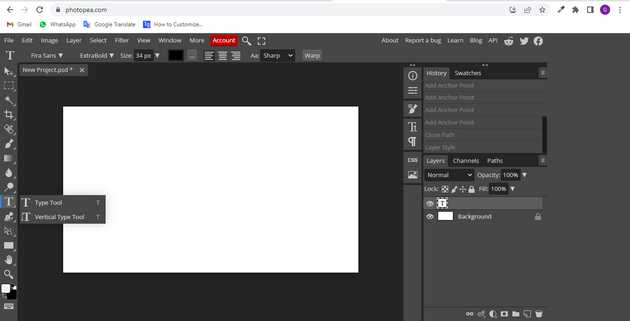 photopea.com
Gmail WhatsApp Google Translate How to Customize...
G
File Edit Image Layer Select Filter View Window More Account About Report a bug Learn Blog API
T Fira Sans ExtraBold Size: 34 px ... Aa: Sharp Warp
New Project.psd *
T
Type Tool T
Vertical Type Tool T
CSS
History Swatches
Add Anchor Point
Add Anchor Point
Add Anchor Point
Add Anchor Point
Close Path
Layer Style
Layers Channels Paths
Normal Opacity: 100%
Lock: Fill: 100%
T
Background